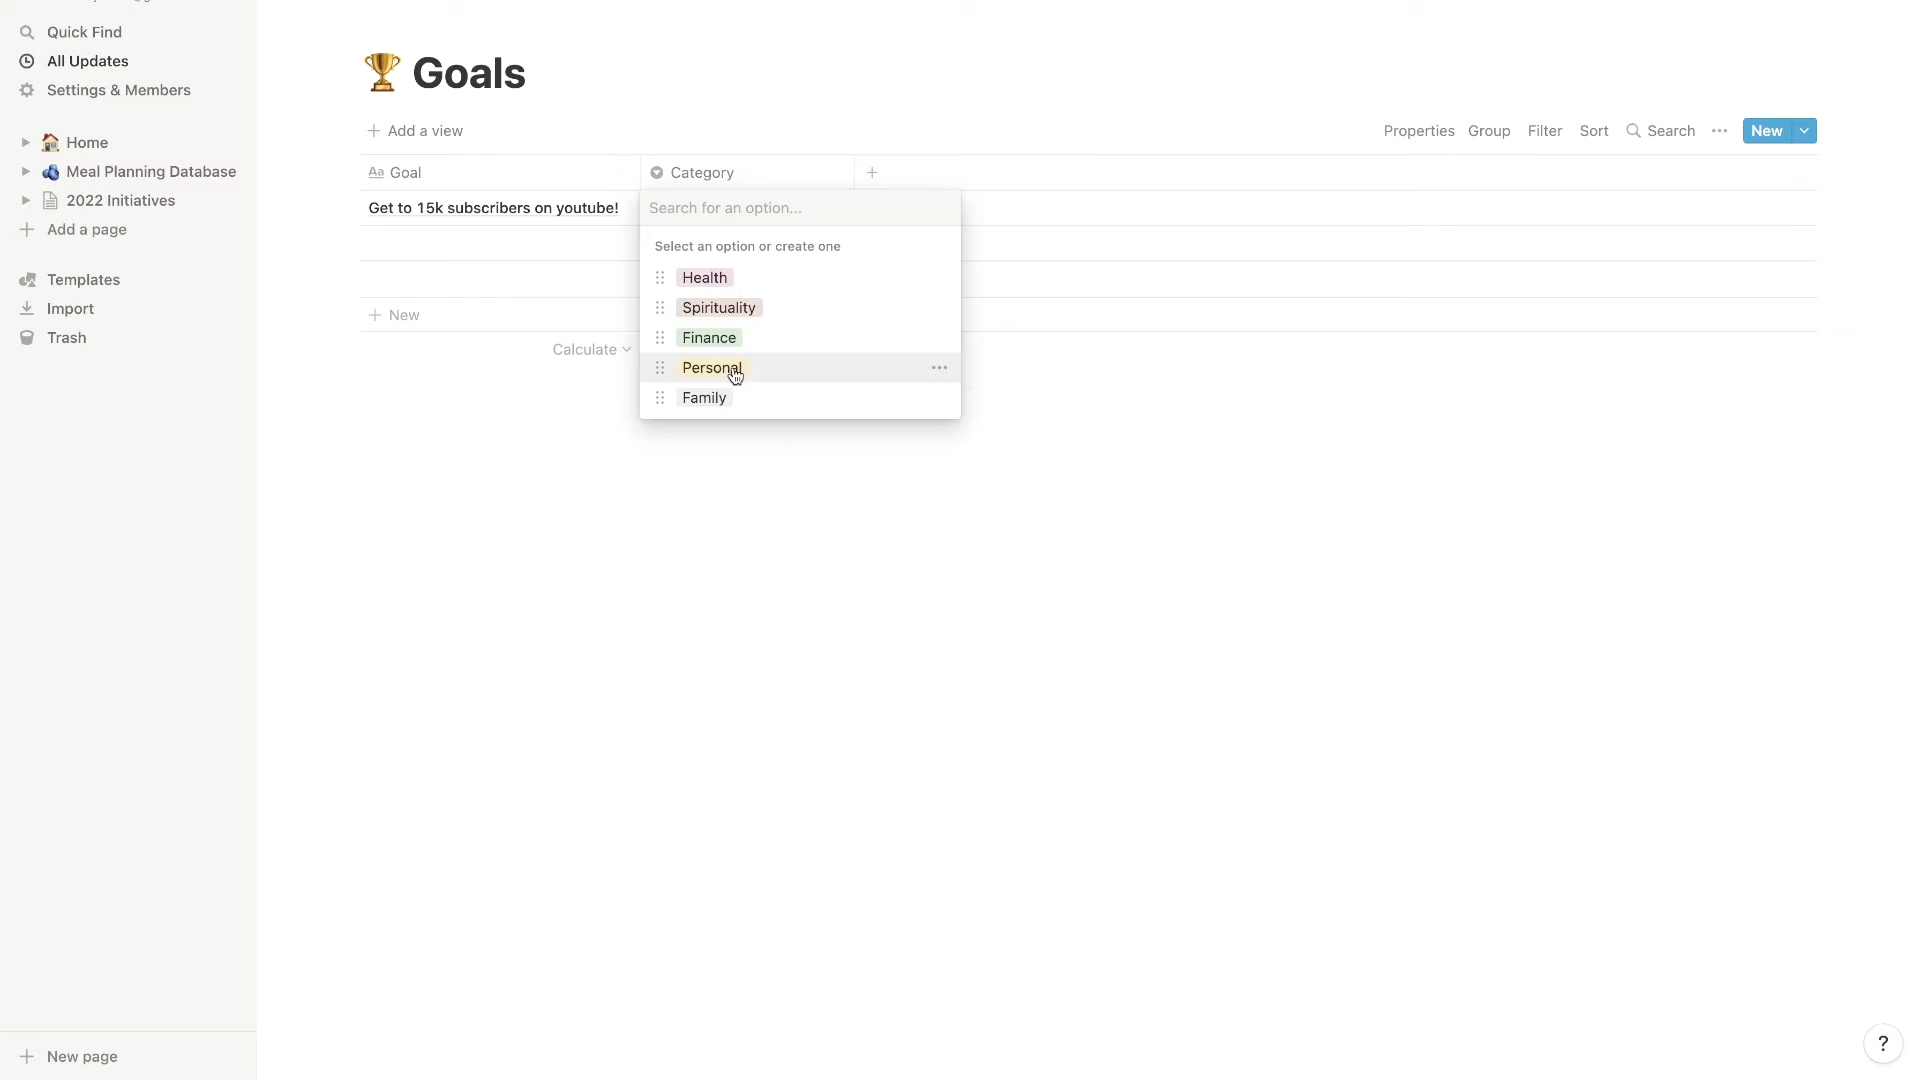 Quick Find
All Updates
Settings & Members
Home
Meal Planning Database
2022 Initiatives
Add a page
Templates
Import
Trash
New page
Goals
Add a view
Properties Group Filter Sort Search ... New
Aa Goal Category
Get to 15k subscribers on youtube!
Search for an option...
Select an option or create one
Health
Spirituality
Finance
Personal
Family
New
Calculate
?